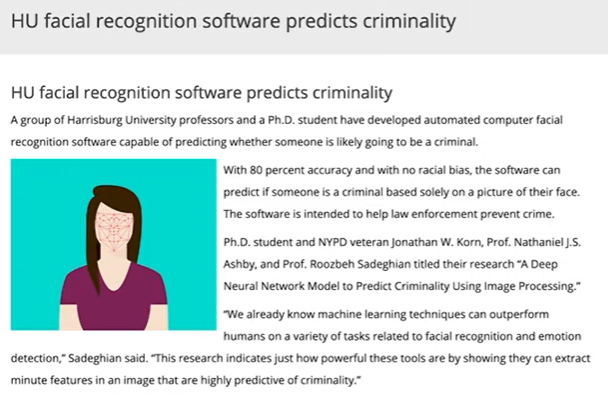 HU facial recognition software predicts criminality
HU facial recognition software predicts criminality
A group of Harrisburg University professors and a Ph.D. student have developed automated computer facial
recognition software capable of predicting whether someone is likely going to be a criminal.
With 80 percent accuracy and with no racial bias, the software can
predict if someone is a criminal based solely on a picture of their face.
The software is intended to help law enforcement prevent crime.
Ph.D. student and NYPD veteran Jonathan W. Korn, Prof. Nathaniel J.S.
Ashby, and Prof. Roozbeh Sadeghian titled their research “A Deep
Neural Network Model to Predict Criminality Using Image Processing.”
“We already know machine learning techniques can outperform
humans on a variety of tasks related to facial recognition and emotion
detection,” Sadeghian said. “This research indicates just how powerful these tools are by showing they can extract
minute features in an image that are highly predictive of criminality.”